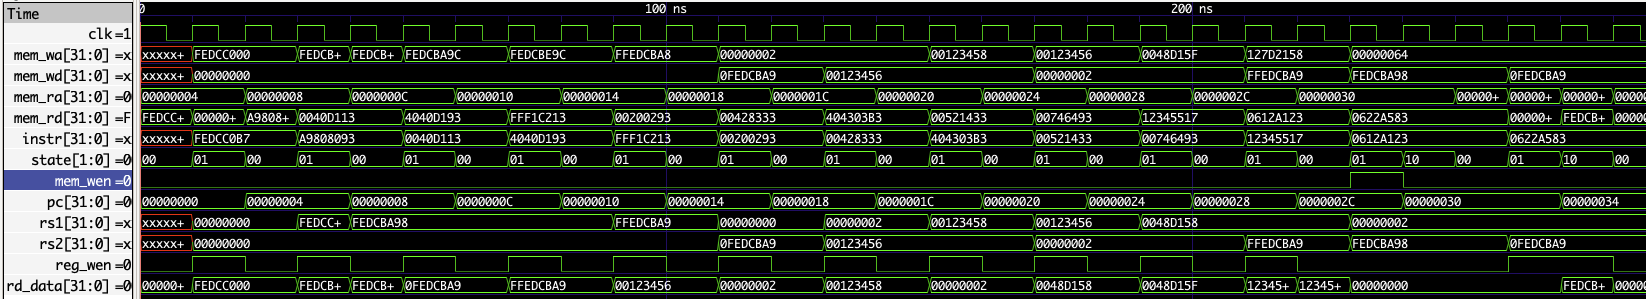 Time 0 100 ns 200 ns
clk =1
mem_wa[31:0] =x xxxxx+ FEDCC000 FEDCB+ FEDCB+ FEDCBA9C FEDCBE9C FFEDCBA8 00000002 00123458 00123456 0048D15F 127D2158 00000064
mem_wd[31:0] =x xxxxx+ 00000000 0FEDCBA9 00123456 00000002 FFEDCBA9 FEDCBA98 0FEDCBA9
mem_ra[31:0] =0 00000004 00000008 0000000C 00000010 00000014 00000018 0000001C 00000020 00000024 00000028 0000002C 00000030 0000+ 0000+ 0000+ 0000
mem_rd[31:0] =F FEDCC+ 00000+ A9808+ 0040D113 4040D193 FFF1C213 00200293 00428333 404303B3 00521433 00746493 12345517 0612A123 0622A583 00000+ FEDCB+ 0000
instr[31:0] =x xxxxx+ FEDCC0B7 A9808093 0040D113 4040D193 FFF1C213 00200293 00428333 404303B3 00521433 00746493 12345517 0612A123 0622A583
state[1:0] =0 00 01 00 01 00 01 00 01 00 01 00 01 00 01 00 01 00 01 00 01 00 01 00 01 10 00 01 10 00
mem_wen =0
pc[31:0] =0 00000000 00000004 00000008 0000000C 00000010 00000014 00000018 0000001C 00000020 00000024 00000028 0000002C 00000030 00000034
rs1[31:0] =x xxxxx+ 00000000 FEDCC+ FEDCBA98 FFEDCBA9 00000000 00000002 00123458 00123456 0048D158 00000002
rs2[31:0] =x xxxxx+ 00000000 0FEDCBA9 00123456 00000002 FFEDCBA9 FEDCBA98 0FEDCBA9
reg_wen =0
rd_data[31:0] =0 00000+ FEDCC000 FEDCB+ FEDCB+ 0FEDCBA9 FFEDCBA9 00123456 00000002 00123458 00000002 0048D158 0048D15F 12345+ 12345+ 00000000 FEDCB+ 0000